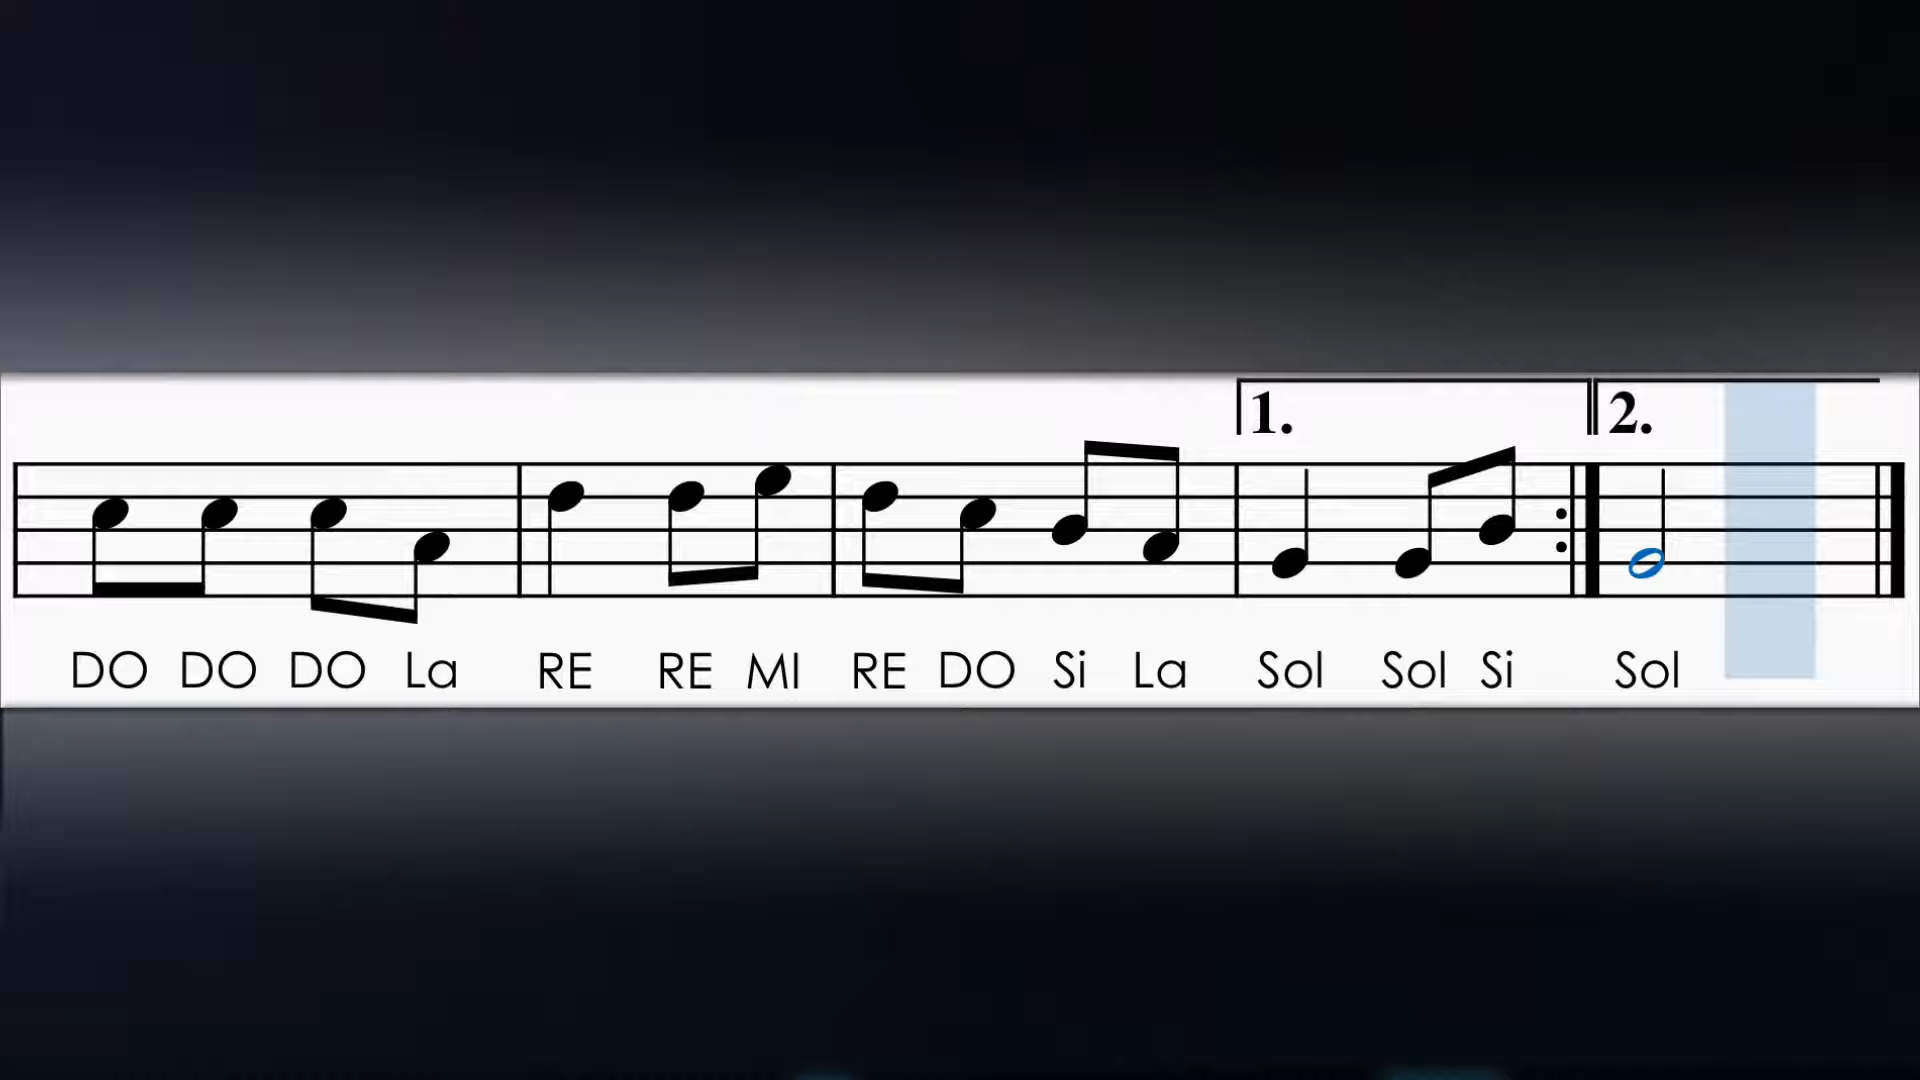 1. 2.
DO DO DO La RE RE MI RE DO Si La Sol Sol Si Sol